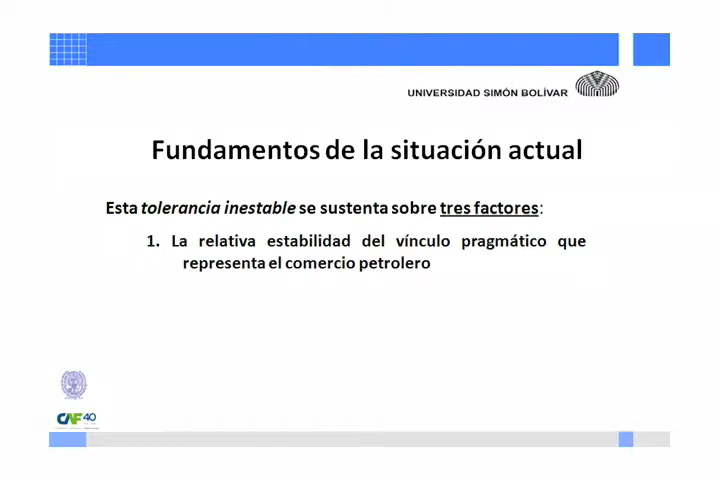 UNIVERSIDAD SIMÓN BOLÍVAR
Fundamentos de la situación actual
Esta tolerancia inestable se sustenta sobre tres factores:
1. La relativa estabilidad del vínculo pragmático que
representa el comercio petrolero
CAF 40